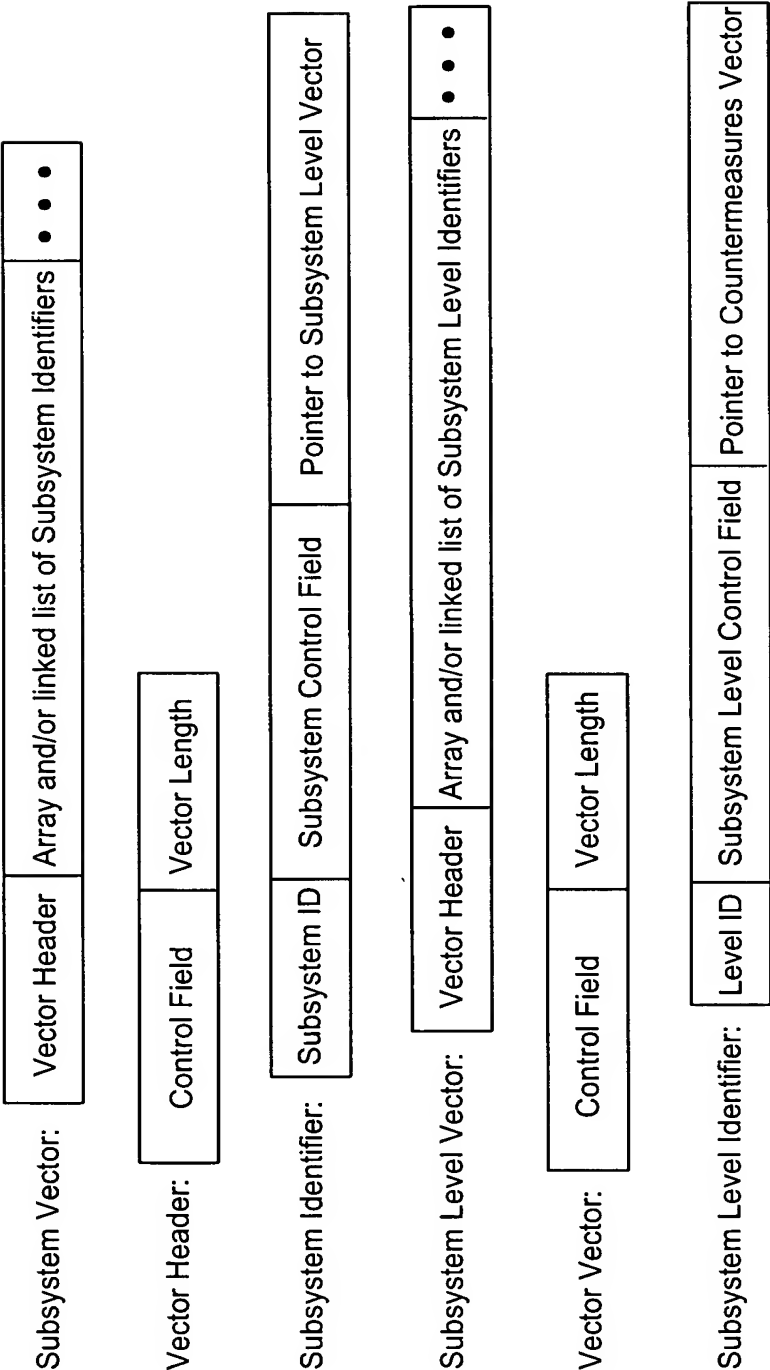 Subsystem Vector: Vector Header Array and/or linked list of Subsystem Identifiers • • •
Vector Header: Control Field Vector Length
Subsystem Identifier: Subsystem ID Subsystem Control Field Pointer to Subsystem Level Vector
Subsystem Level Vector: Vector Header Array and/or linked list of Subsystem Level Identifiers • • •
Vector Vector: Control Field Vector Length
Subsystem Level Identifier: Level ID Subsystem Level Control Field Pointer to Countermeasures Vector